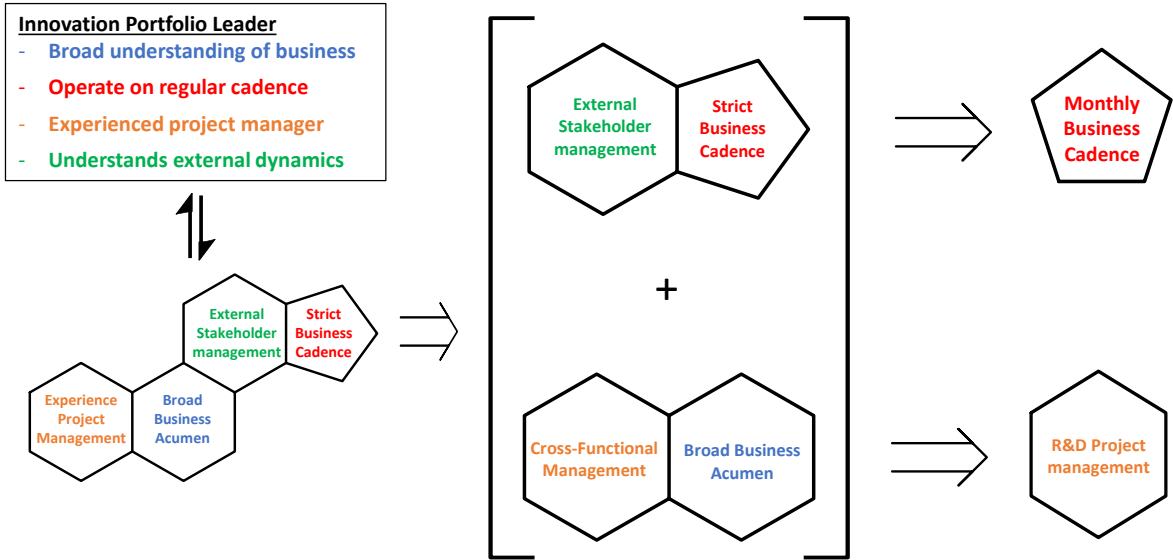 Innovation Portfolio Leader
- Broad understanding of business
- Operate on regular cadence
- Experienced project manager
- Understands external dynamics
External
Stakeholder
management
Strict
Business
Cadence
Experience
Project
Management
Broad
Business
Acumen
External
Stakeholder
management
Strict
Business
Cadence
+
Cross-Functional
Management
Broad Business
Acumen
Monthly
Business
Cadence
R&D Project
management